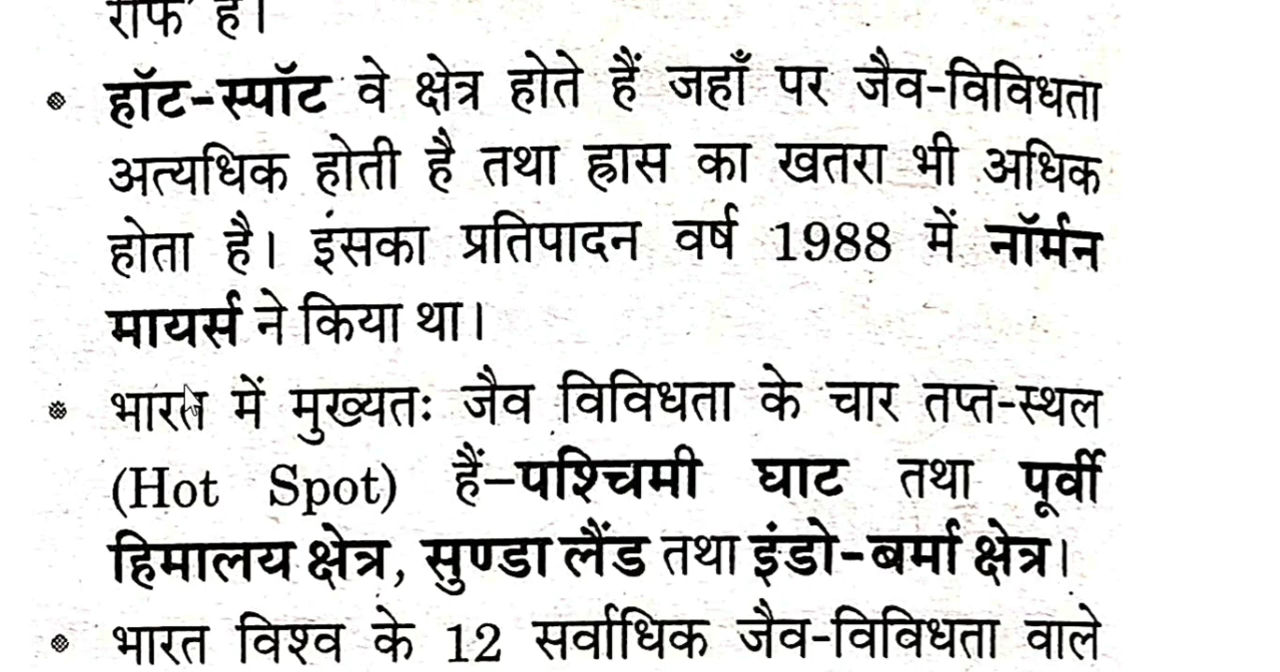 राफ' है।
हॉट-स्पॉट वे क्षेत्र होते हैं जहाँ पर जैव-विविधता
अत्यधिक होती है तथा ह्रास का खतरा भी अधिक
होता है। इसका प्रतिपादन वर्ष 1988 में नॉर्मन
मायर्स ने किया था।
भारत में मुख्यतः जैव विविधता के चार तप्त-स्थल
(Hot Spot) हैं–पश्चिमी घाट तथा पूर्वी
हिमालय क्षेत्र, सुण्डा लैंड तथा इंडो-बर्मा क्षेत्र।
भारत विश्व के 12 सर्वाधिक जैव-विविधता वाले